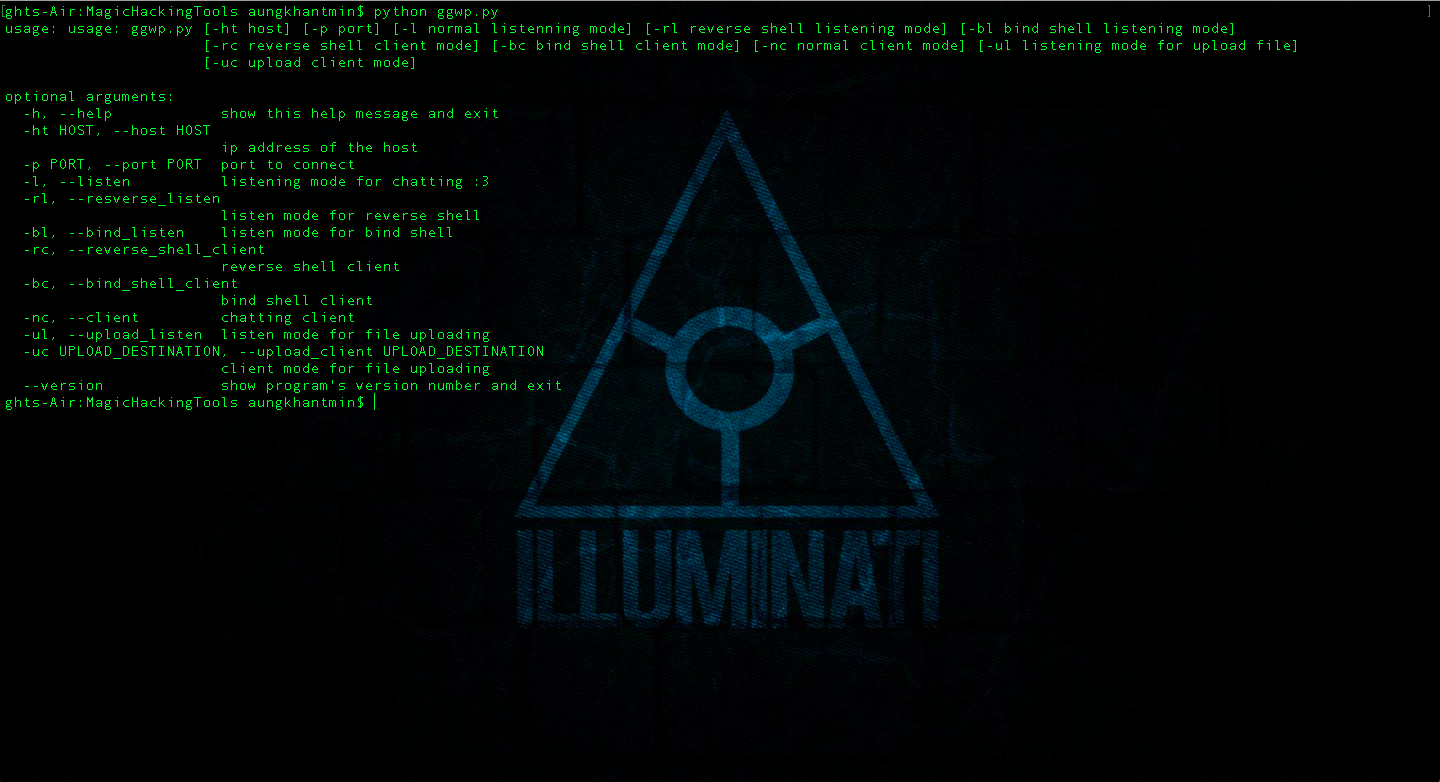 [ghts-Air:MagicHackingTools aungkhantmin$ python ggwp.py ]
usage: usage: ggwp.py [-ht host] [-p port] [-l normal listenning mode] [-rl reverse shell listening mode] [-bl bind shell listening mode]
[-rc reverse shell client mode] [-bc bind shell client mode] [-nc normal client mode] [-ul listening mode for upload file]
[-uc upload client mode]
optional arguments:
-h, --help show this help message and exit
-ht HOST, --host HOST
ip address of the host
-p PORT, --port PORT port to connect
-l, --listen listening mode for chatting :3
-rl, --resverse_listen
listen mode for reverse shell
-bl, --bind_listen listen mode for bind shell
-rc, --reverse_shell_client
reverse shell client
-bc, --bind_shell_client
bind shell client
-nc, --client chatting client
-ul, --upload_listen listen mode for file uploading
-uc UPLOAD_DESTINATION, --upload_client UPLOAD_DESTINATION
client mode for file uploading
--version show program's version number and exit
ghts-Air:MagicHackingTools aungkhantmin$
ILLUMINATI